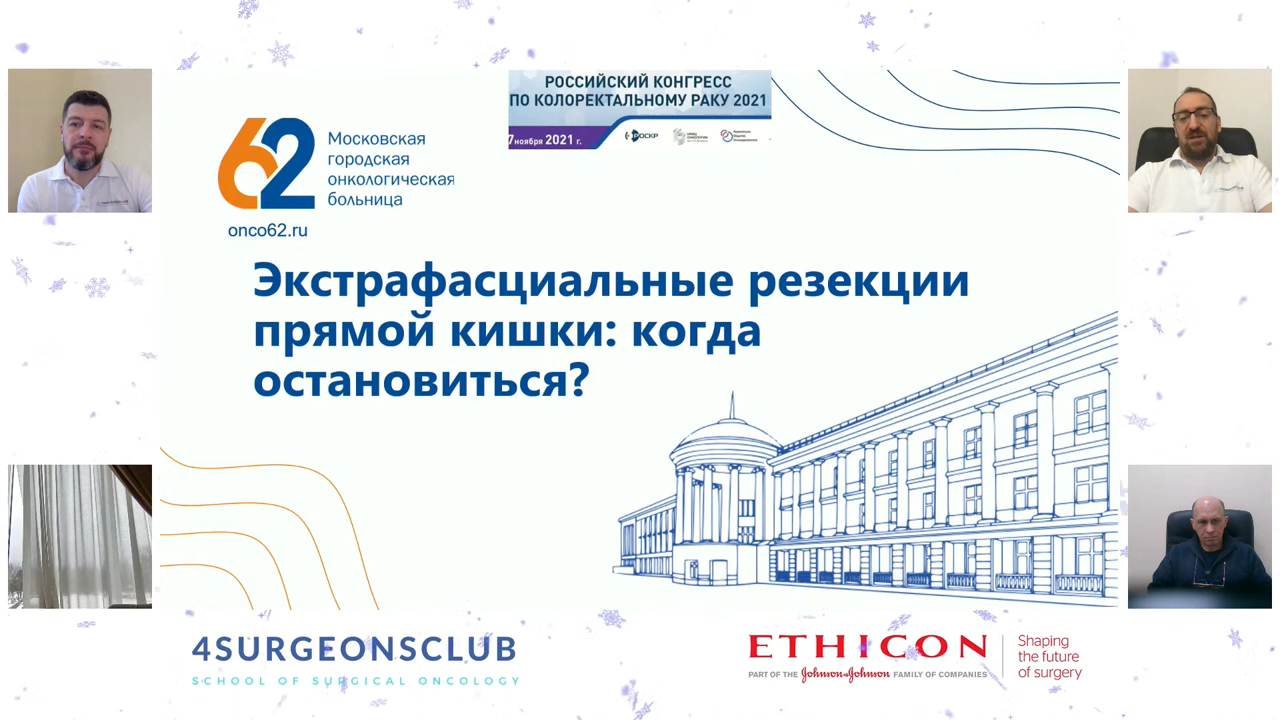 РОССИЙСКИЙ КОНГРЕСС
ПО КОЛОРЕКТАЛЬНОМУ РАКУ 2021
7 ноября 2021 г.
РОСКР
62
Московская
городская
онкологическая
больница
onco62.ru
Экстрафасциальные резекции
прямой кишки: когда
остановиться?
4SURGEONSCLUB
SCHOOL OF SURGICAL ONCOLOGY
ETHICON
PART OF THE Johnson&Johnson FAMILY OF COMPANIES
Shaping
the future
of surgery